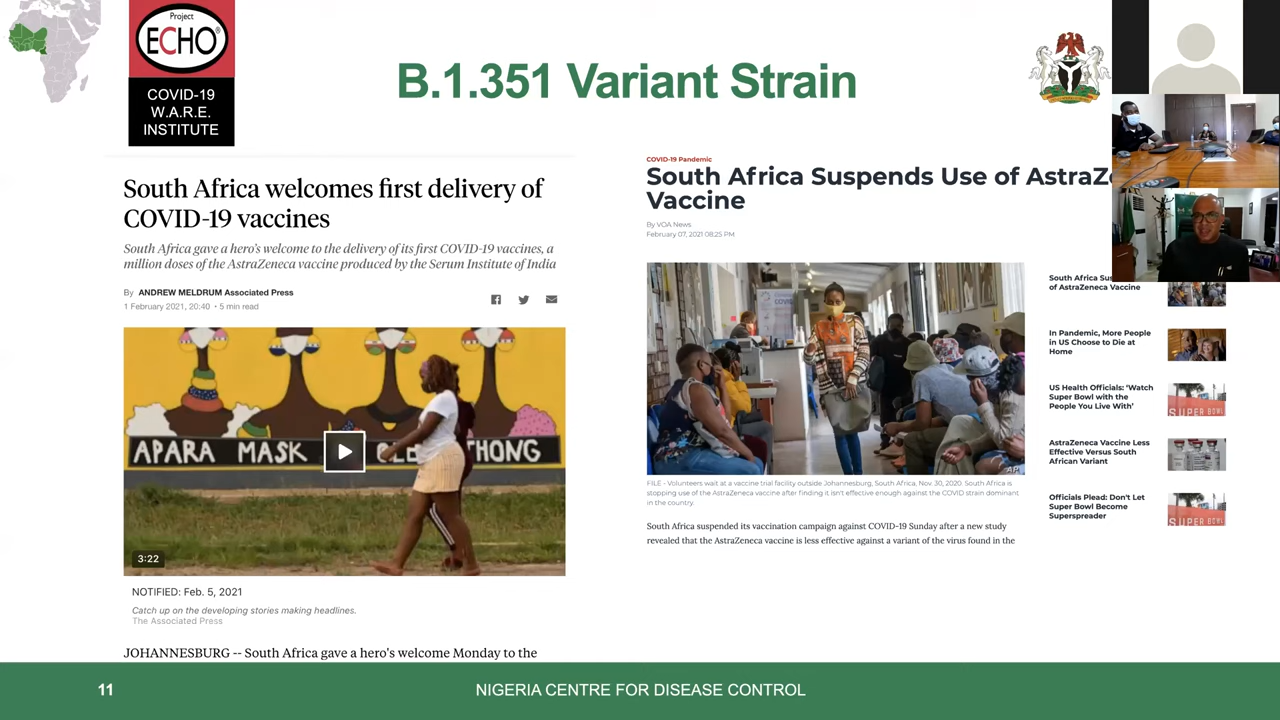 Project
ECHO®
COVID-19
W.A.R.E.
INSTITUTE
B.1.351 Variant Strain
South Africa welcomes first delivery of
COVID-19 vaccines
South Africa gave a hero's welcome to the delivery of its first COVID-19 vaccines, a
million doses of the AstraZeneca vaccine produced by the Serum Institute of India
By ANDREW MELDRUM Associated Press
1 February 2021, 20:40 • 5 min read
APARA MASK
THONG
3:22
NOTIFIED: Feb. 5, 2021
Catch up on the developing stories making headlines.
The Associated Press
JOHANNESBURG -- South Africa gave a hero's welcome Monday to the
COVID-19 Pandemic
South Africa Suspends Use of AstraZ
Vaccine
By VOA News
February 07, 2021 08:25 PM
AP
FILE - Volunteers wait at a vaccine trial facility outside Johannesburg, South Africa, Nov. 30, 2020. South Africa is
stopping use of the AstraZeneca vaccine after finding it isn't effective enough against the COVID strain dominant
in the country.
South Africa suspended its vaccination campaign against COVID-19 Sunday after a new study
revealed that the AstraZeneca vaccine is less effective against a variant of the virus found in the
South Africa Sus
of AstraZeneca Vaccine
In Pandemic, More People
in US Choose to Die at
Home
US Health Officials: 'Watch
Super Bowl with the
People You Live With'
SUPER BOWL
AstraZeneca Vaccine Less
Effective Versus South
African Variant
Officials Plead: Don't Let
Super Bowl Become
Superspreader
SUPER BOWL
11
NIGERIA CENTRE FOR DISEASE CONTROL